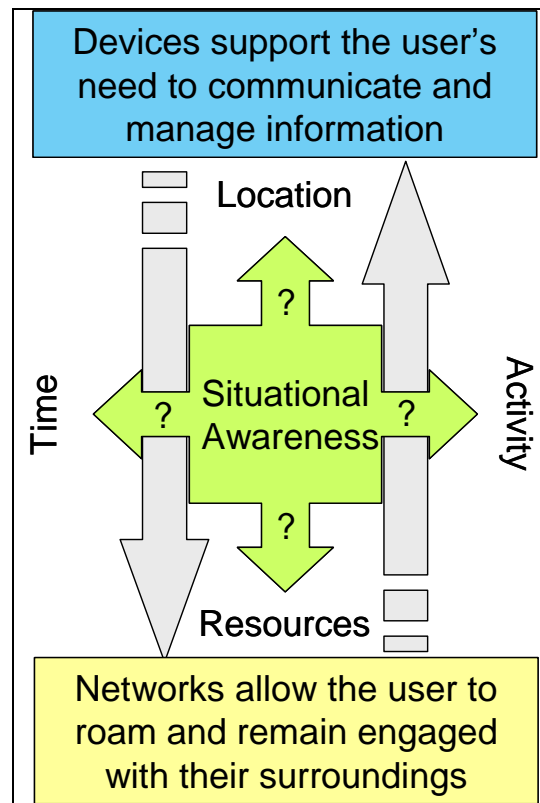 Devices support the user's
need to communicate and
manage information
Location
?
Time
?
Situational
Awareness
?
Activity
?
Resources
Networks allow the user to
roam and remain engaged
with their surroundings